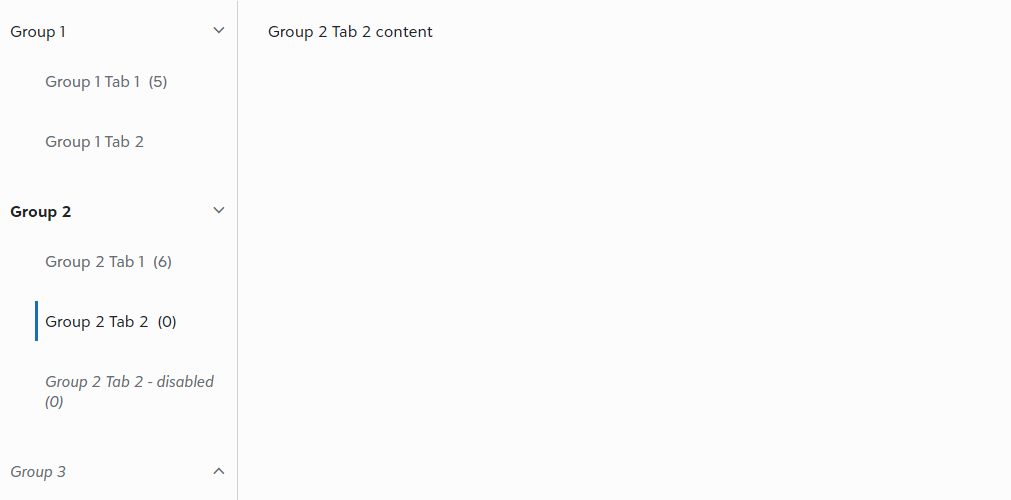 Group 1
Group 1 Tab 1 (5)
Group 1 Tab 2
Group 2
Group 2 Tab 1 (6)
Group 2 Tab 2 (0)
Group 2 Tab 2 - disabled
(0)
Group 3
Group 2 Tab 2 content